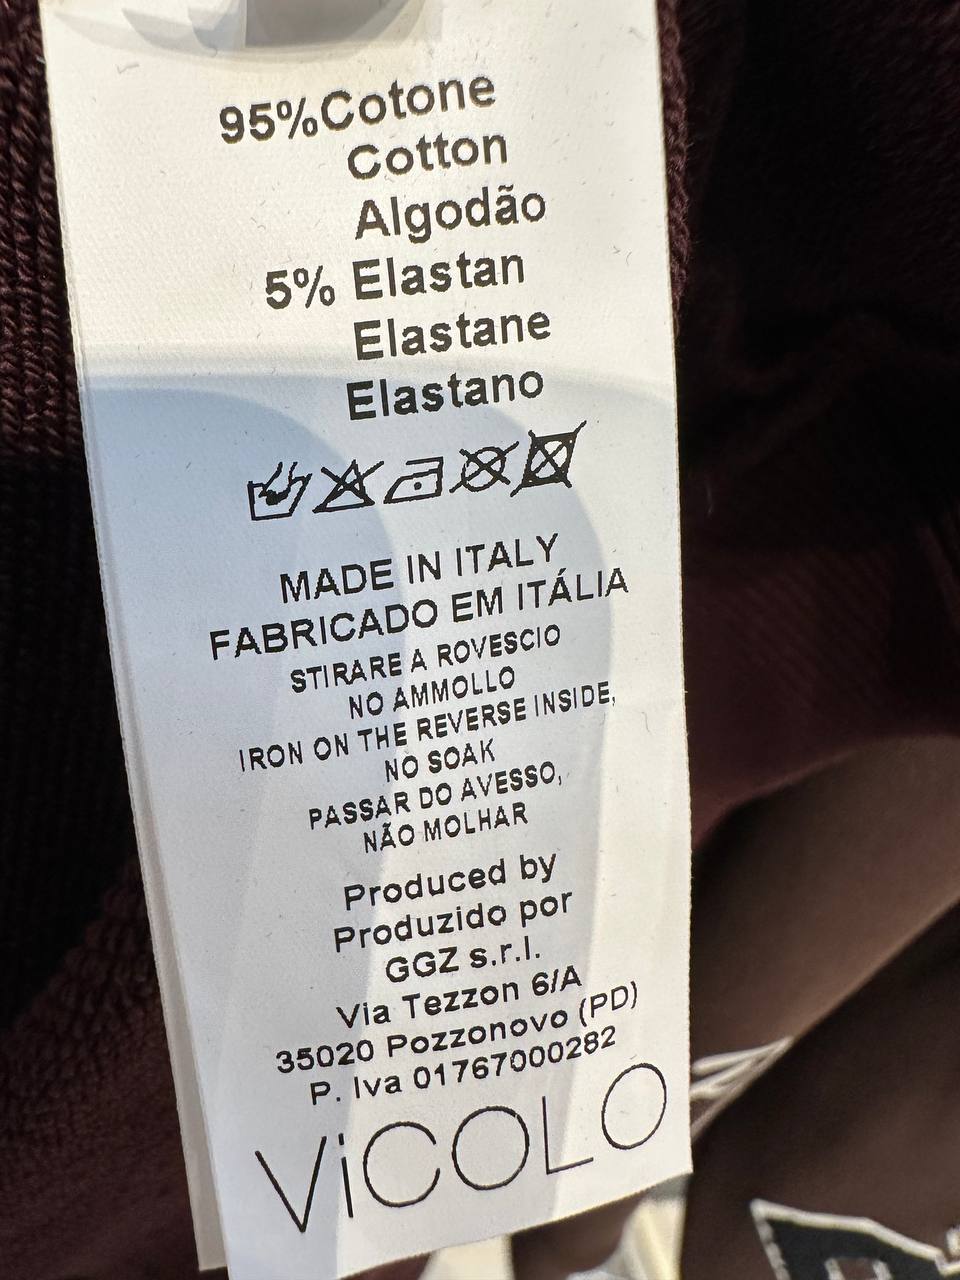 95%Cotone
Cotton
Algodão
5% Elastan
Elastane
Elastano
MADE IN ITALY
FABRICADO EM ITÁLIA
STIRARE A ROVESCIO
NO AMMOLLO
IRON ON THE REVERSE INSIDE,
NO SOAK
PASSAR DO AVESSO,
NÃO MOLHAR
Produced by
Produzido por
GGZ s.r.l.
Via Tezzon 6/A
35020 Pozzonovo (PD)
P. Iva 01767000282
ViCOLO